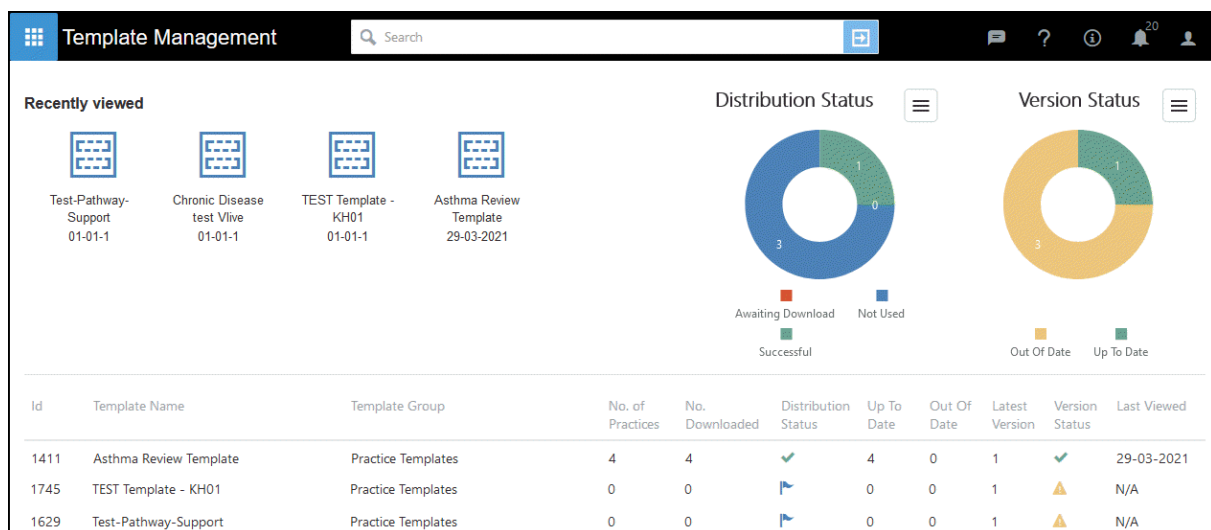 Template Management
Search
20
Recently viewed
Test-Pathway-
Support
01-01-1
Chronic Disease
test Vlive
01-01-1
TEST Template -
KH01
01-01-1
Asthma Review
Template
29-03-2021
Distribution Status
1
0
3
Awaiting Download
Not Used
Successful
Version Status
1
3
Out Of Date
Up To Date
Id Template Name Template Group No. of Practices No. Downloaded Distribution Status Up To Date Out Of Date Latest Version Version Status Last Viewed
1411 Asthma Review Template Practice Templates 4 4 4 0 1 29-03-2021
1745 TEST Template - KH01 Practice Templates 0 0 0 0 1 N/A
1629 Test-Pathway-Support Practice Templates 0 0 0 0 1 N/A